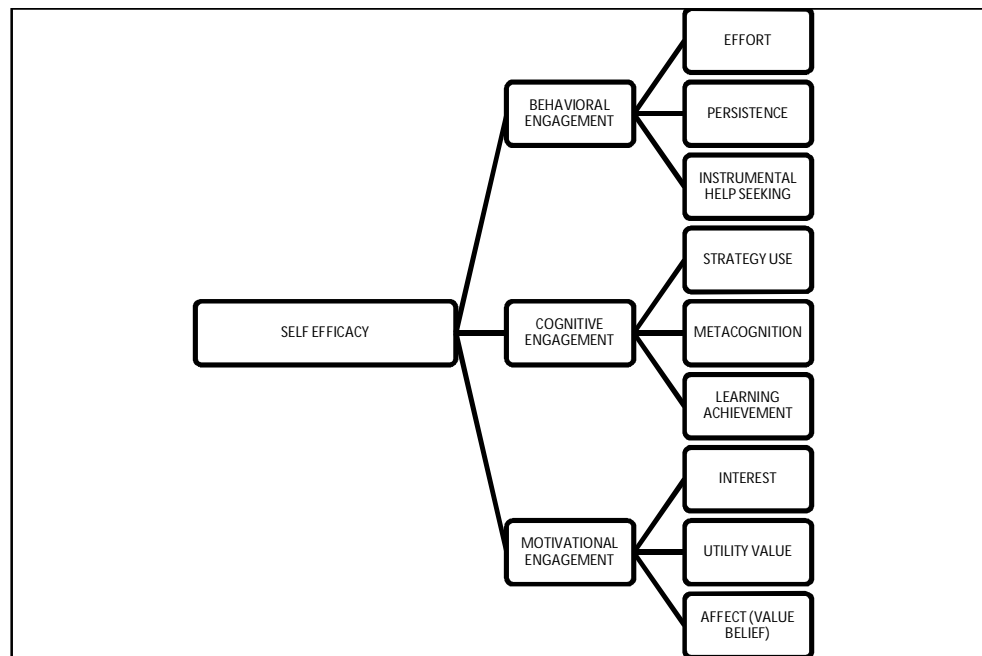 SELF EFFICACY
BEHAVIORAL
ENGAGEMENT
EFFORT
PERSISTENCE
INSTRUMENTAL
HELP SEEKING
COGNITIVE
ENGAGEMENT
STRATEGY USE
METACOGNITION
LEARNING
ACHIEVEMENT
MOTIVATIONAL
ENGAGEMENT
INTEREST
UTILITY VALUE
AFFECT (VALUE
BELIEF)